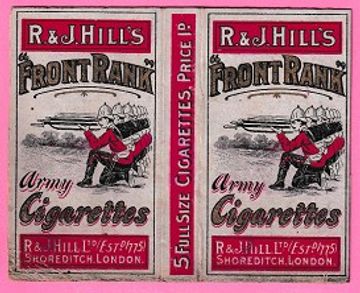 R & J. HILL'S
"FRONT RANK"
Army
Cigarettes
R & J. HILL LTD (ESTD 1775)
SHOREDITCH. LONDON.
5 FULL SIZE CIGARETTES, PRICE 1D.
R & J. HILL'S
"FRONT RANK"
Army
Cigarettes
R & J. HILL LTD (ESTD 1775)
SHOREDITCH. LONDON.